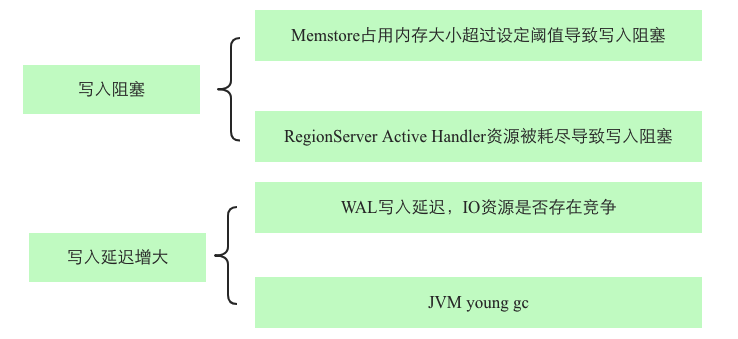 写入阻塞
Memstore占用内存大小超过设定阈值导致写入阻塞
RegionServer Active Handler资源被耗尽导致写入阻塞
写入延迟增大
WAL写入延迟，IO资源是否存在竞争
JVM young gc